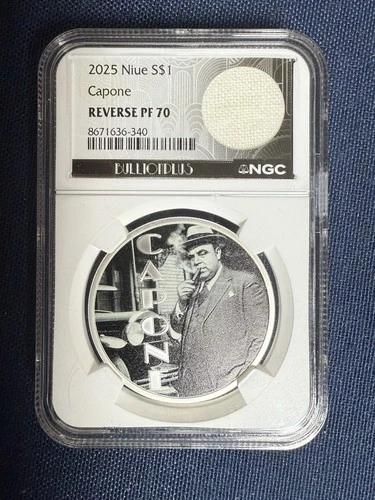 2025 Niue S$1
Capone
REVERSE PF 70
8671636-340
BULLIONPLUS
NGC
CAPONE